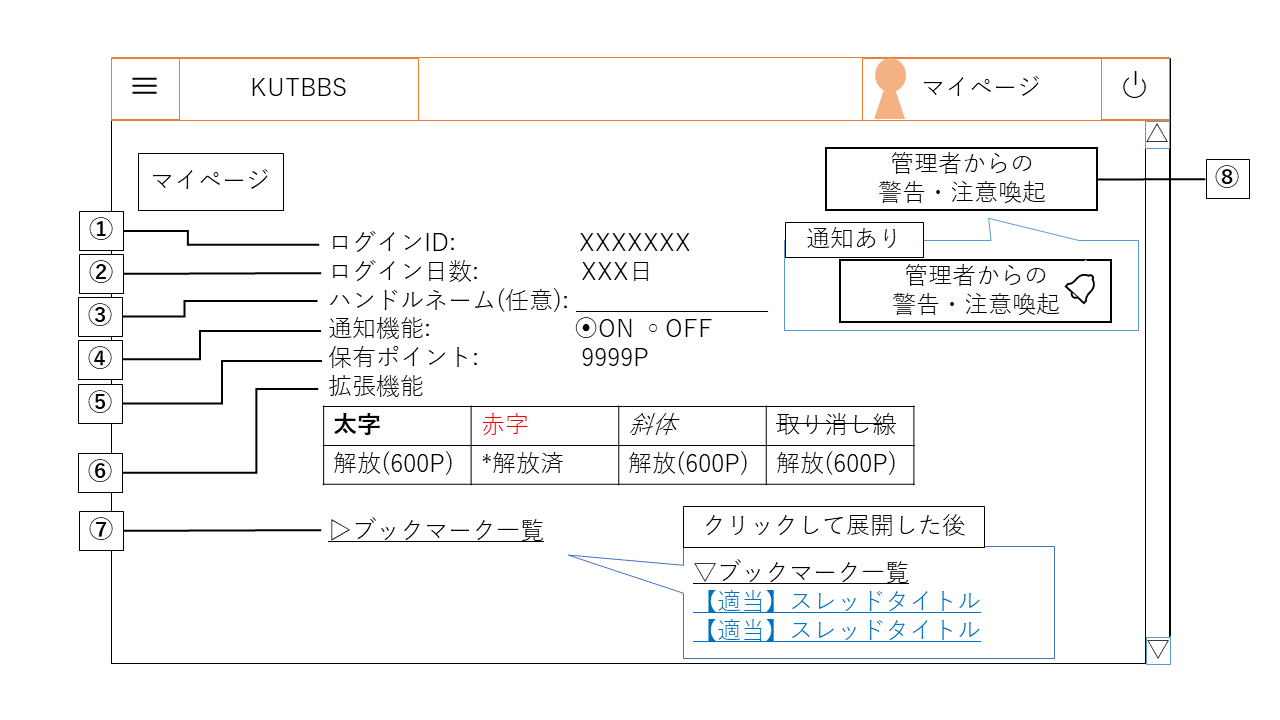 KUTBBS
マイページ
マイページ
管理者からの
警告・注意喚起
⑧
通知あり
管理者からの
警告・注意喚起
① ログインID: XXXXXXX
② ログイン日数: XXX日
③ ハンドルネーム(任意):
④ 通知機能: ON OFF
⑤ 保有ポイント: 9999P
⑥ 拡張機能
太字 赤字 斜体 取り消し線
解放(600P) *解放済 解放(600P) 解放(600P)
⑦ ▷ブックマーク一覧
クリックして展開した後
▽ブックマーク一覧
【適当】スレッドタイトル
【適当】スレッドタイトル